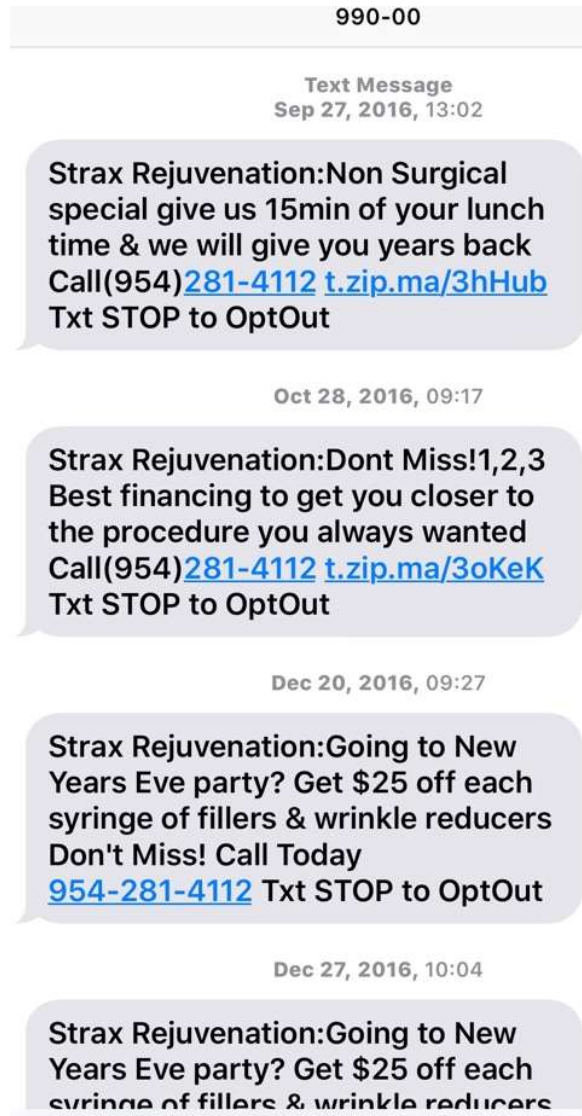 990-00
Text Message
Sep 27, 2016, 13:02
Strax Rejuvenation:Non Surgical
special give us 15min of your lunch
time & we will give you years back
Call(954)281-4112 t.zip.ma/3hHub
Txt STOP to OptOut
Oct 28, 2016, 09:17
Strax Rejuvenation:Dont Miss!1,2,3
Best financing to get you closer to
the procedure you always wanted
Call(954)281-4112 t.zip.ma/3oKeK
Txt STOP to OptOut
Dec 20, 2016, 09:27
Strax Rejuvenation:Going to New
Years Eve party? Get $25 off each
syringe of fillers & wrinkle reducers
Don't Miss! Call Today
954-281-4112 Txt STOP to OptOut
Dec 27, 2016, 10:04
Strax Rejuvenation:Going to New
Years Eve party? Get $25 off each
syringe of fillers & wrinkle reducers